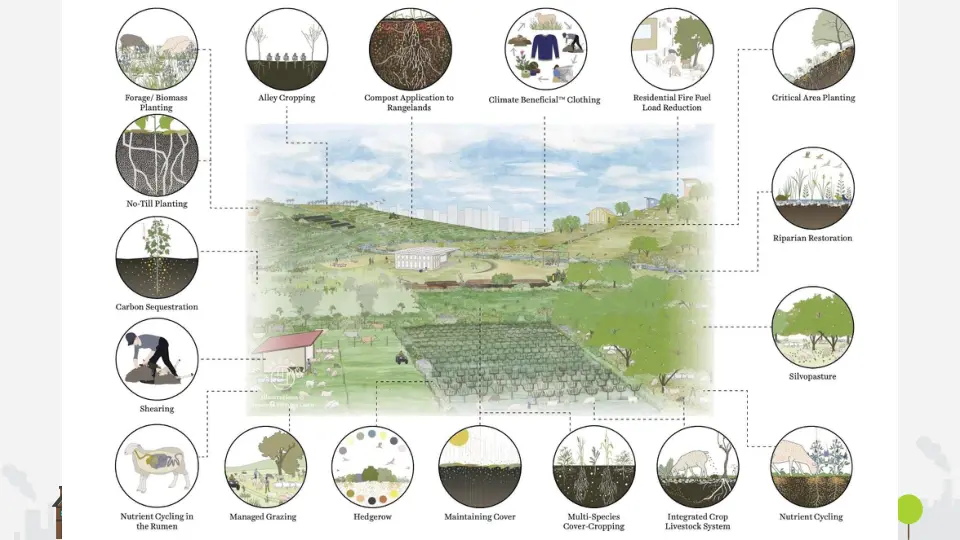 Forage/ Biomass
Planting
Alley Cropping
Compost Application to
Rangelands
Climate Beneficial™ Clothing
Residential Fire Fuel
Load Reduction
Critical Area Planting
No-Till Planting
Riparian Restoration
Carbon Sequestration
Silvopasture
Shearing
Nutrient Cycling in
the Rumen
Managed Grazing
Hedgerow
Maintaining Cover
Multi-Species
Cover-Cropping
Integrated Crop
Livestock System
Nutrient Cycling